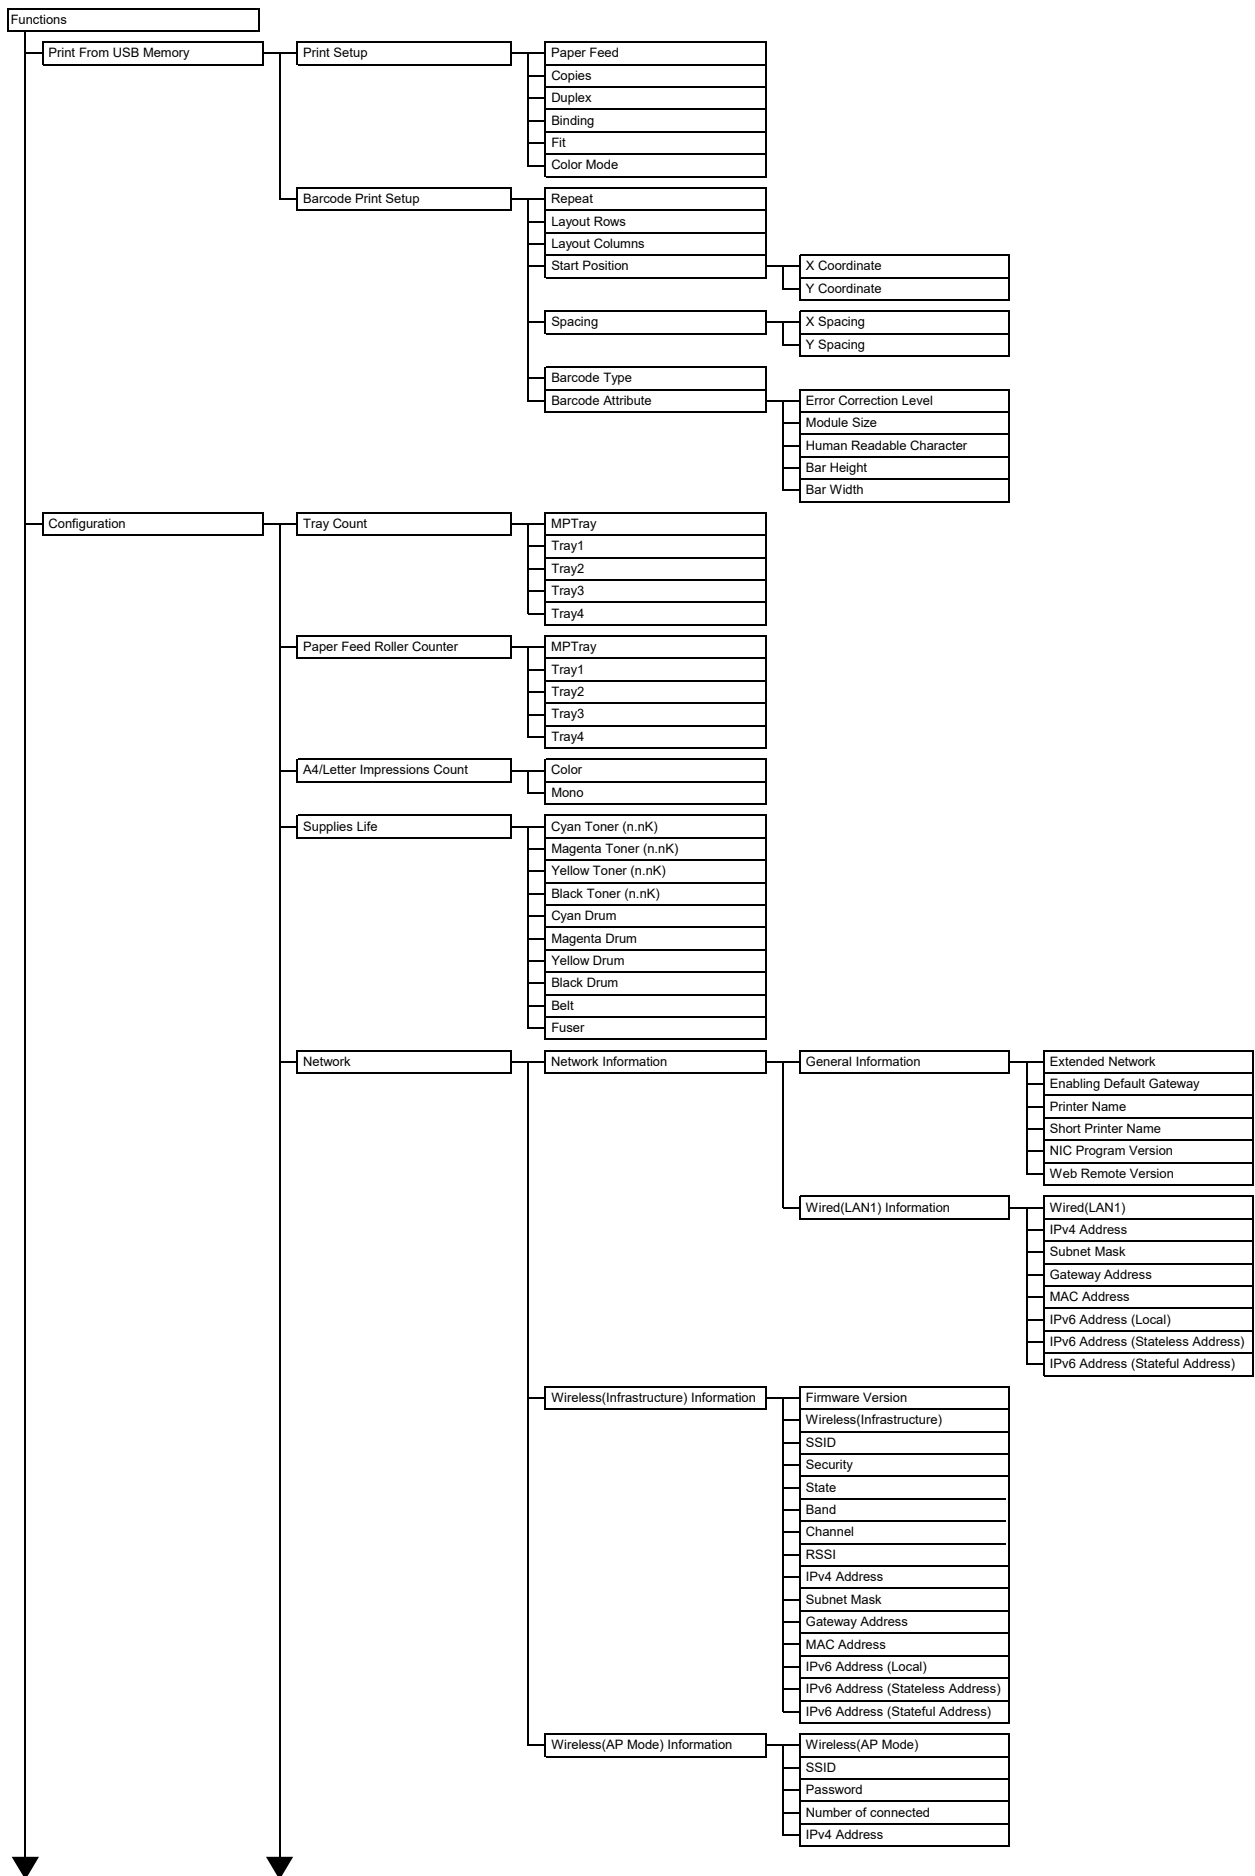 Functions
Print From USB Memory
Print Setup
Paper Feed
Copies
Duplex
Binding
Fit
Color Mode
Barcode Print Setup
Repeat
Layout Rows
Layout Columns
Start Position
X Coordinate
Y Coordinate
Spacing
X Spacing
Y Spacing
Barcode Type
Barcode Attribute
Error Correction Level
Module Size
Human Readable Character
Bar Height
Bar Width
Configuration
Tray Count
MPTray
Tray1
Tray2
Tray3
Tray4
Paper Feed Roller Counter
MPTray
Tray1
Tray2
Tray3
Tray4
A4/Letter Impressions Count
Color
Mono
Supplies Life
Cyan Toner (n.nK)
Magenta Toner (n.nK)
Yellow Toner (n.nK)
Black Toner (n.nK)
Cyan Drum
Magenta Drum
Yellow Drum
Black Drum
Belt
Fuser
Network
Network Information
General Information
Extended Network
Enabling Default Gateway
Printer Name
Short Printer Name
NIC Program Version
Web Remote Version
Wired(LAN1) Information
Wired(LAN1)
IPv4 Address
Subnet Mask
Gateway Address
MAC Address
IPv6 Address (Local)
IPv6 Address (Stateless Address)
IPv6 Address (Stateful Address)
Wireless(Infrastructure) Information
Firmware Version
Wireless(Infrastructure)
SSID
Security
State
Band
Channel
RSSI
IPv4 Address
Subnet Mask
Gateway Address
MAC Address
IPv6 Address (Local)
IPv6 Address (Stateless Address)
IPv6 Address (Stateful Address)
Wireless(AP Mode) Information
Wireless(AP Mode)
SSID
Password
Number of connected
IPv4 Address